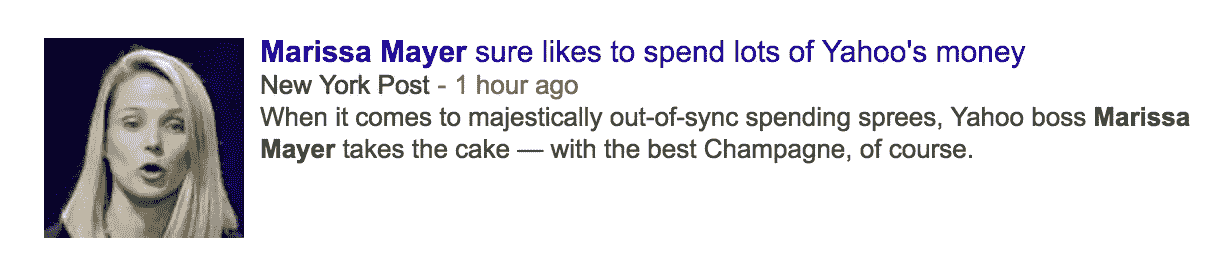 Marissa Mayer sure likes to spend lots of Yahoo's money
New York Post - 1 hour ago
When it comes to majestically out-of-sync spending sprees, Yahoo boss Marissa
Mayer takes the cake — with the best Champagne, of course.